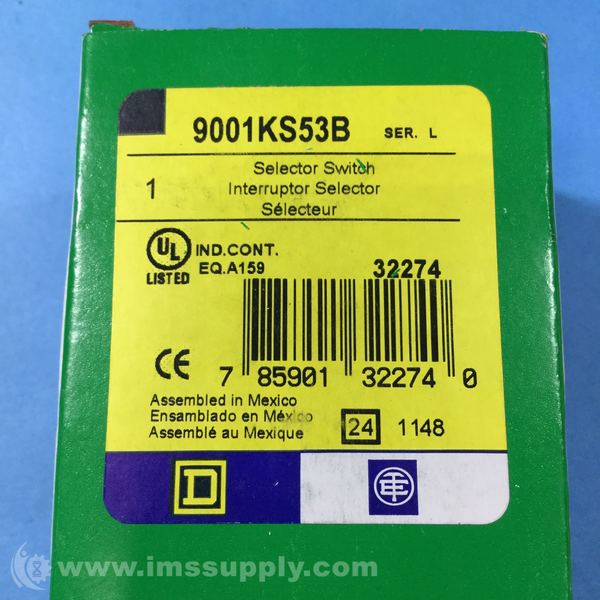 9001KS53B SER. L
1
Selector Switch
Interruptor Selector
Sélecteur
UL
LISTED
IND.CONT.
EQ.A159
32274
CE
7 85901 32274 0
Assembled in Mexico
Ensamblado en México
Assemblé au Mexique
24 1148
D
www.imssupply.com